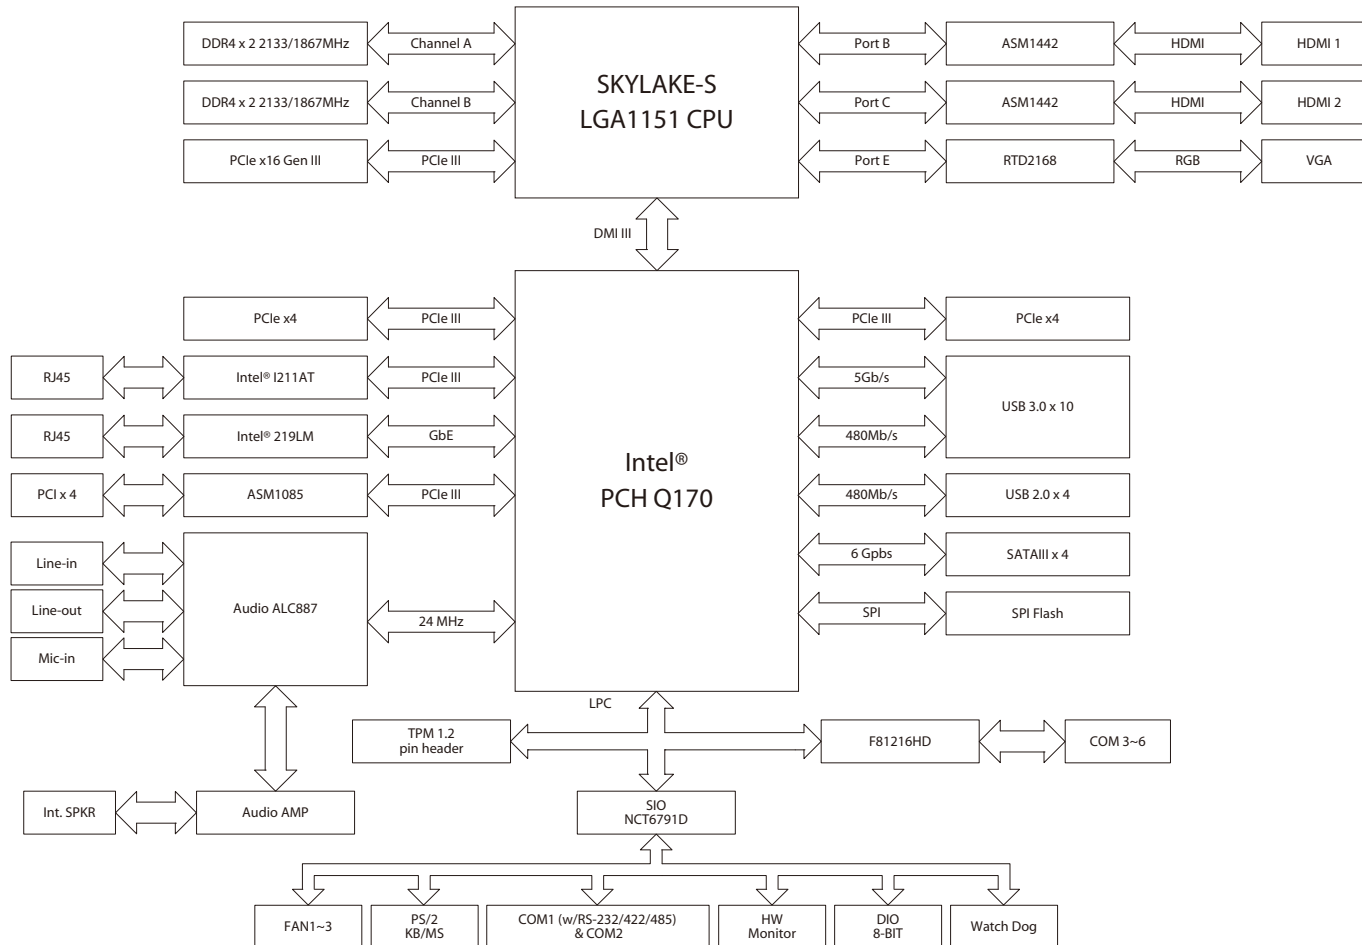 DDR4 x 2 2133/1867MHz
Channel A
SKYLAKE-S
LGA1151 CPU
Port B
ASM1442
HDMI
HDMI 1
DDR4 x 2 2133/1867MHz
Channel B
Port C
ASM1442
HDMI
HDMI 2
PCIe x16 Gen III
PCIe III
Port E
RTD2168
RGB
VGA
DMI III
PCIe x4
PCIe III
Intel®
PCH Q170
PCIe III
PCIe x4
RJ45
Intel® I211AT
PCIe III
5Gb/s
USB 3.0 x 10
RJ45
Intel® 219LM
GbE
480Mb/s
PCI x 4
ASM1085
PCIe III
480Mb/s
USB 2.0 x 4
Line-in
6 Gpbs
SATAIII x 4
Line-out
Audio ALC887
24 MHz
SPI
SPI Flash
Mic-in
LPC
TPM 1.2
pin header
F81216HD
COM 3~6
Int. SPKR
Audio AMP
SIO
NCT6791D
FAN1~3
PS/2
KB/MS
COM1 (w/RS-232/422/485)
& COM2
HW
Monitor
DIO
8-BIT
Watch Dog